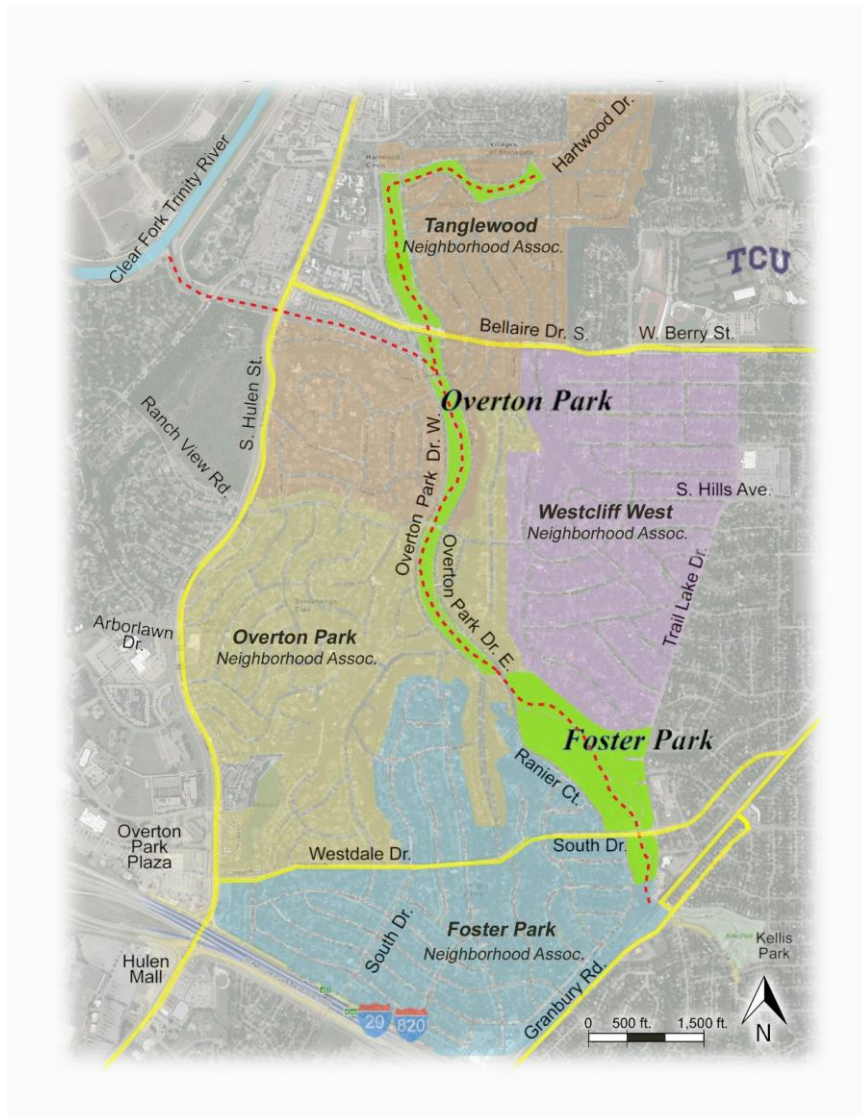 Hartwood Dr.
Clear Fork Trinity River
Tanglewood
Neighborhood Assoc.
TCU
Bellaire Dr. S.
W. Berry St.
S. Hulen St.
Overton Park
Ranch View Rd.
Overton Park Dr. W.
S. Hills Ave.
Westcliff West
Neighborhood Assoc.
Overton Park Dr. E.
Trail Lake Dr.
Arborlawn
Dr.
Overton Park
Neighborhood Assoc.
Foster Park
Ranier Ct.
Overton
Park
Plaza
Westdale Dr.
South Dr.
South Dr.
Foster Park
Neighborhood Assoc.
Kellis
Park
Hulen
Mall
Granbury Rd.
29
820
0 500 ft. 1,500 ft.
N